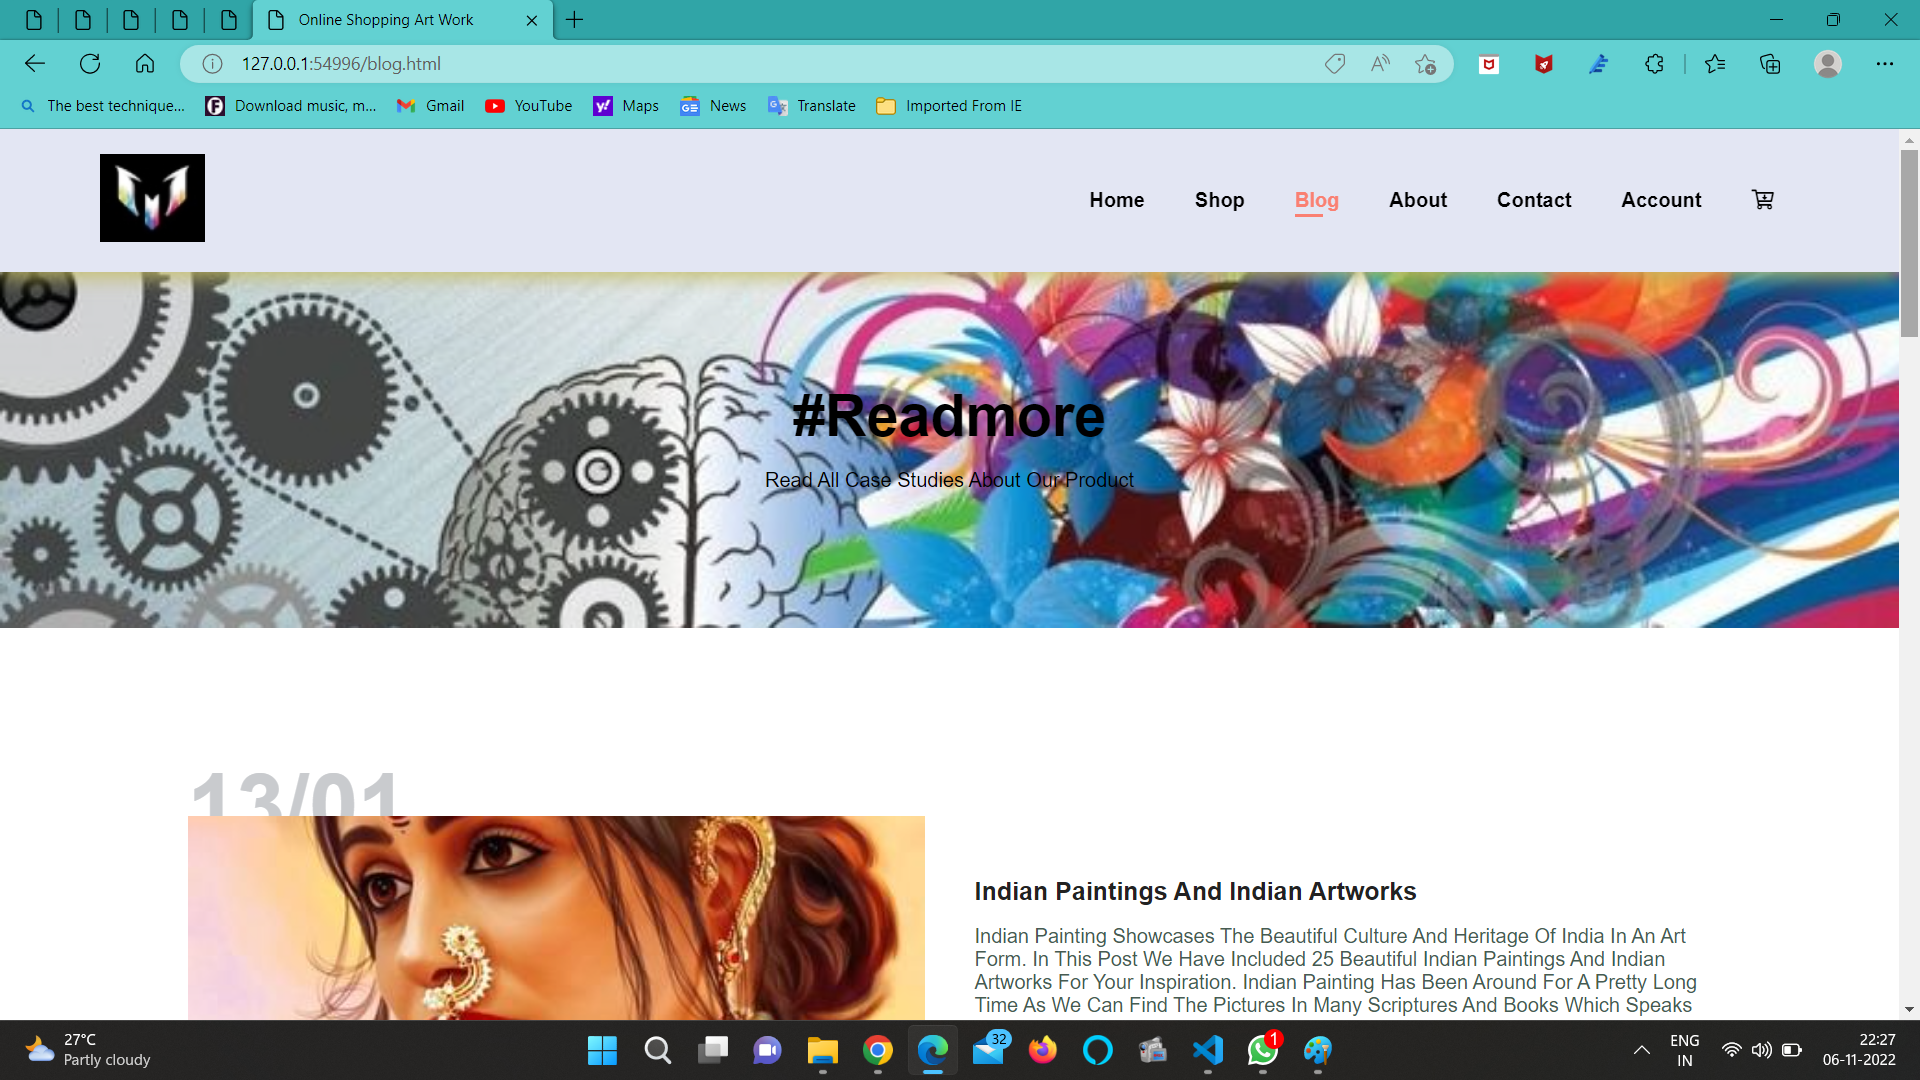 Online Shopping Art Work
127.0.0.1:54996/blog.html
The best technique...
Download music, m...
Gmail
YouTube
Maps
News
Translate
Imported From IE
Home
Shop
Blog
About
Contact
Account
#Readmore
Read All Case Studies About Our Product
13/01
Indian Paintings And Indian Artworks
Indian Painting Showcases The Beautiful Culture And Heritage Of India In An Art
Form. In This Post We Have Included 25 Beautiful Indian Paintings And Indian
Artworks For Your Inspiration. Indian Painting Has Been Around For A Pretty Long
Time As We Can Find The Pictures In Many Scriptures And Books Which Speaks
27°C
Partly cloudy
32
1
ENG
IN
22:27
06-11-2022